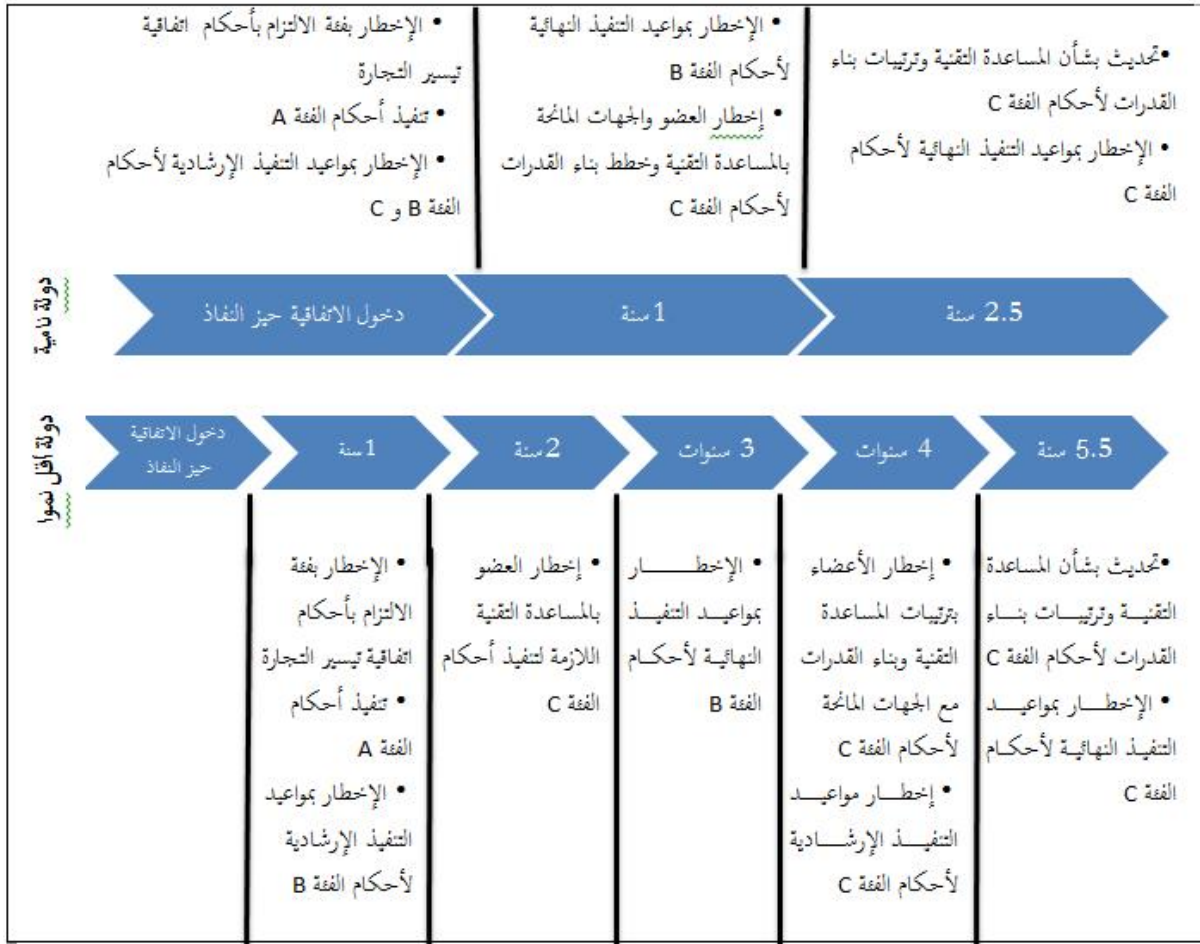 • الإخطار بفئة الالتزام بأحكام اتفاقية
تيسير التجارة
• تنفيذ أحكام الفئة A
• الإخطار بمواعيد التنفيذ الإرشادية لأحكام
الفئة B و C
• الإخطار بمواعيد التنفيذ النهائية
لأحكام الفئة B
• إخطار العضو والجهات المانحة
بالمساعدة التقنية وخطط بناء القدرات
لأحكام الفئة C
•تحديث بشأن المساعدة التقنية وترتيبات بناء
القدرات لأحكام الفئة C
• الإخطار بمواعيد التنفيذ النهائية لأحكام
الفئة C
دولة نامية
دخول الاتفاقية حيز النفاذ
1 سنة
2.5 سنة
دولة اقل نموا
دخول الاتفاقية
حيز النفاذ
1 سنة
2 سنة
3 سنوات
4 سنوات
5.5 سنة
• الإخطار بفئة
الالتزام بأحكام
اتفاقية تيسير التجارة
• تنفيذ أحكام
الفئة A
• الإخطار بمواعيد
التنفيذ الإرشادية
لأحكام الفئة B
• إخطار العضو
بالمساعدة التقنية
اللازمة لتنفيذ أحكام
الفئة C
• الإخطار
بمواعيد التنفيذ
النهائية لأحكام
الفئة B
• إخطار الأعضاء
بترتيبات المساعدة
التقنية وبناء القدرات
مع الجهات المانحة
لأحكام الفئة C
• إخطار مواعيد
التنفيذ الإرشادية
لأحكام الفئة C
•تحديث بشأن المساعدة
التقنية وترتيبات بناء
القدرات لأحكام الفئة C
• الإخطار بمواعيد
التنفيذ النهائية لأحكام
الفئة C